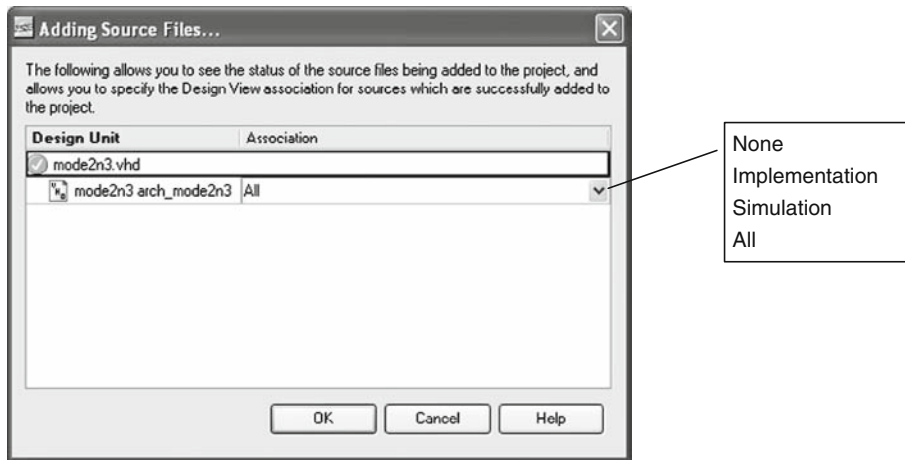 Adding Source Files...
The following allows you to see the status of the source files being added to the project, and
allows you to specify the Design View association for sources which are successfully added to
the project.
Design Unit Association
mode2n3.vhd
mode2n3 arch_mode2n3 All
None
Implementation
Simulation
All
OK Cancel Help